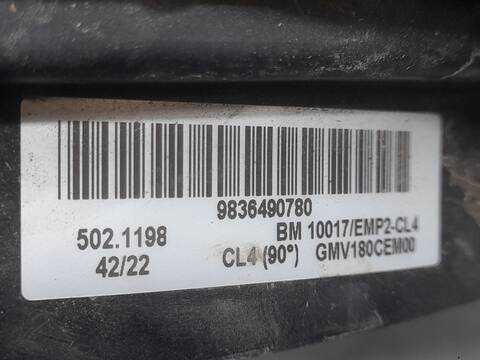 9836490780
502.1198 BM 10017/EMP2-CL4
42/22 CL4 (90°) GMV180CEM00